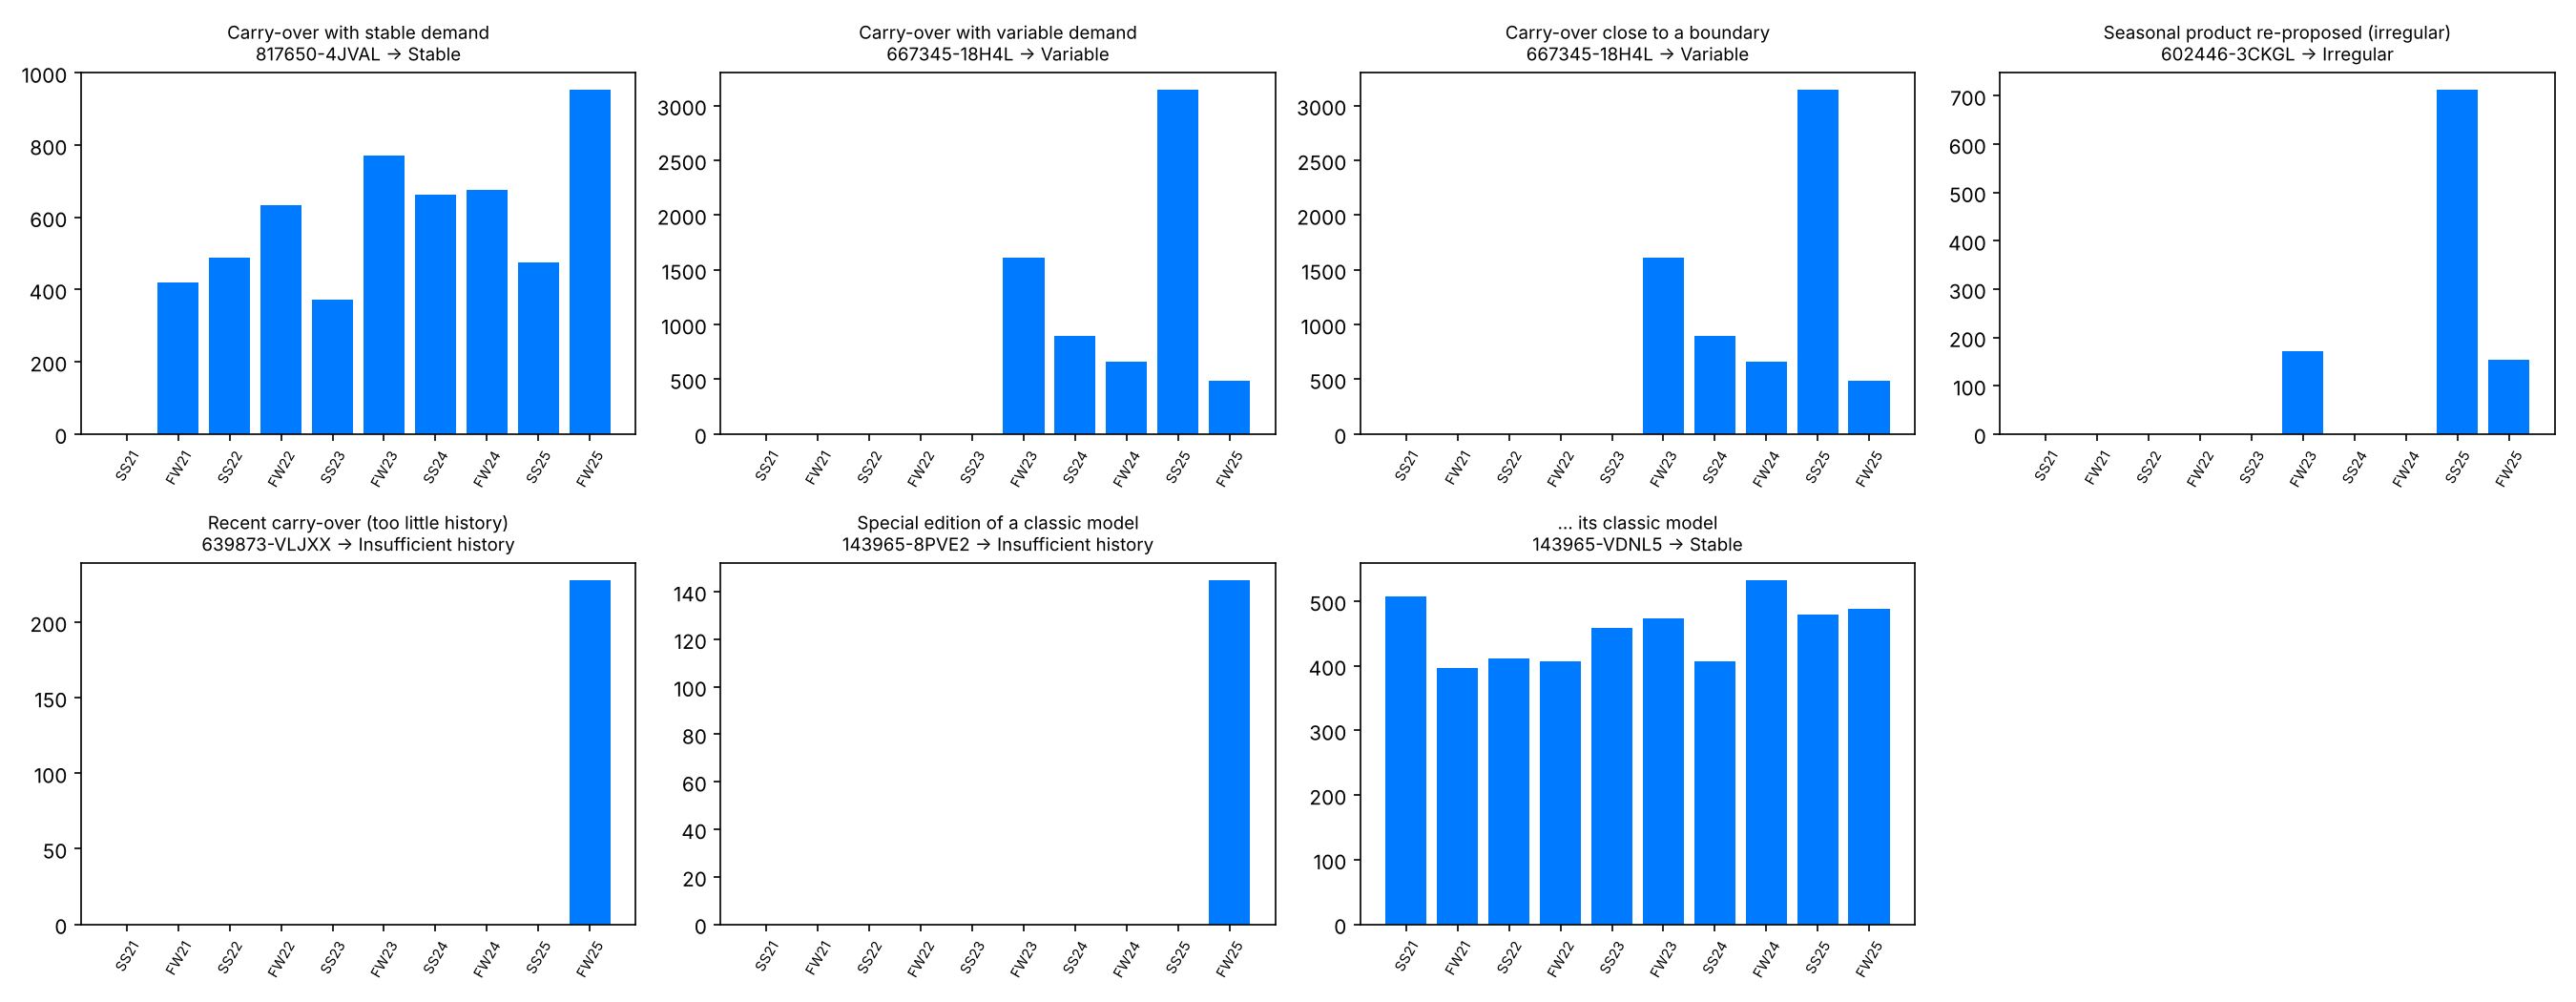 Carry-over with stable demand
817650-4JVAL → Stable
1000
800
600
400
200
0
SS21 FW21 SS22 FW22 SS23 FW23 SS24 FW24 SS25 FW25
Carry-over with variable demand
667345-18H4L → Variable
3000
2500
2000
1500
1000
500
0
SS21 FW21 SS22 FW22 SS23 FW23 SS24 FW24 SS25 FW25
Carry-over close to a boundary
667345-18H4L → Variable
3000
2500
2000
1500
1000
500
0
SS21 FW21 SS22 FW22 SS23 FW23 SS24 FW24 SS25 FW25
Seasonal product re-proposed (irregular)
602446-3CKGL → Irregular
700
600
500
400
300
200
100
0
SS21 FW21 SS22 FW22 SS23 FW23 SS24 FW24 SS25 FW25
Recent carry-over (too little history)
639873-VLJXX → Insufficient history
200
150
100
50
0
SS21 FW21 SS22 FW22 SS23 FW23 SS24 FW24 SS25 FW25
Special edition of a classic model
143965-8PVE2 → Insufficient history
140
120
100
80
60
40
20
0
SS21 FW21 SS22 FW22 SS23 FW23 SS24 FW24 SS25 FW25
... its classic model
143965-VDNL5 → Stable
500
400
300
200
100
0
SS21 FW21 SS22 FW22 SS23 FW23 SS24 FW24 SS25 FW25